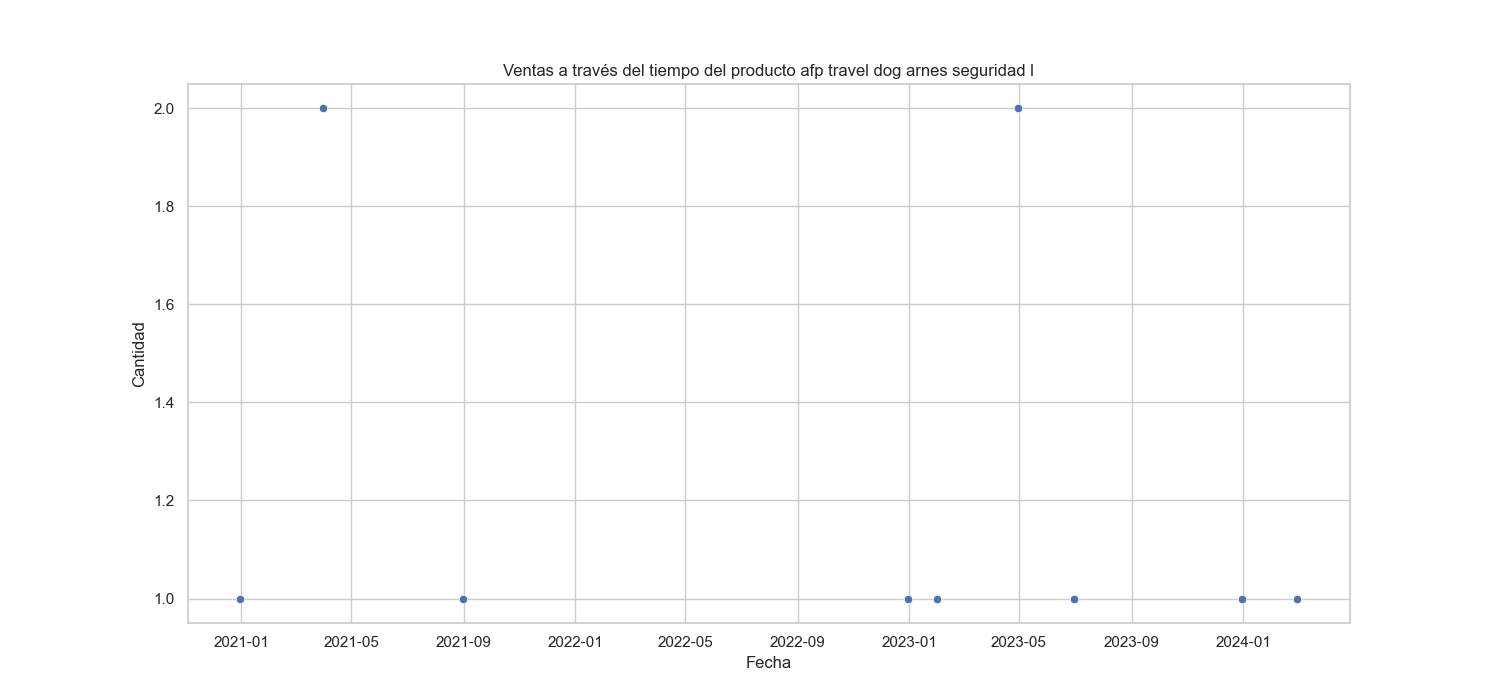 Ventas a través del tiempo del producto afp travel dog arnes seguridad l
2.0
1.8
1.6
1.4
1.2
1.0
Cantidad
2021-01 2021-05 2021-09 2022-01 2022-05 2022-09 2023-01 2023-05 2023-09 2024-01
Fecha